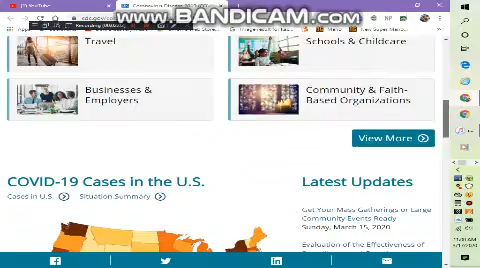 WWW.BANDICAM.COM
Travel
Schools & Childcare
Businesses &
Employers
Community & Faith-
Based Organizations
View More
COVID-19 Cases in the U.S.
Cases in U.S.
Situation Summary
Latest Updates
Get Your Mass Gatherings or Large
Community Events Ready
Sunday, March 15, 2020
Evaluation of the Effectiveness of